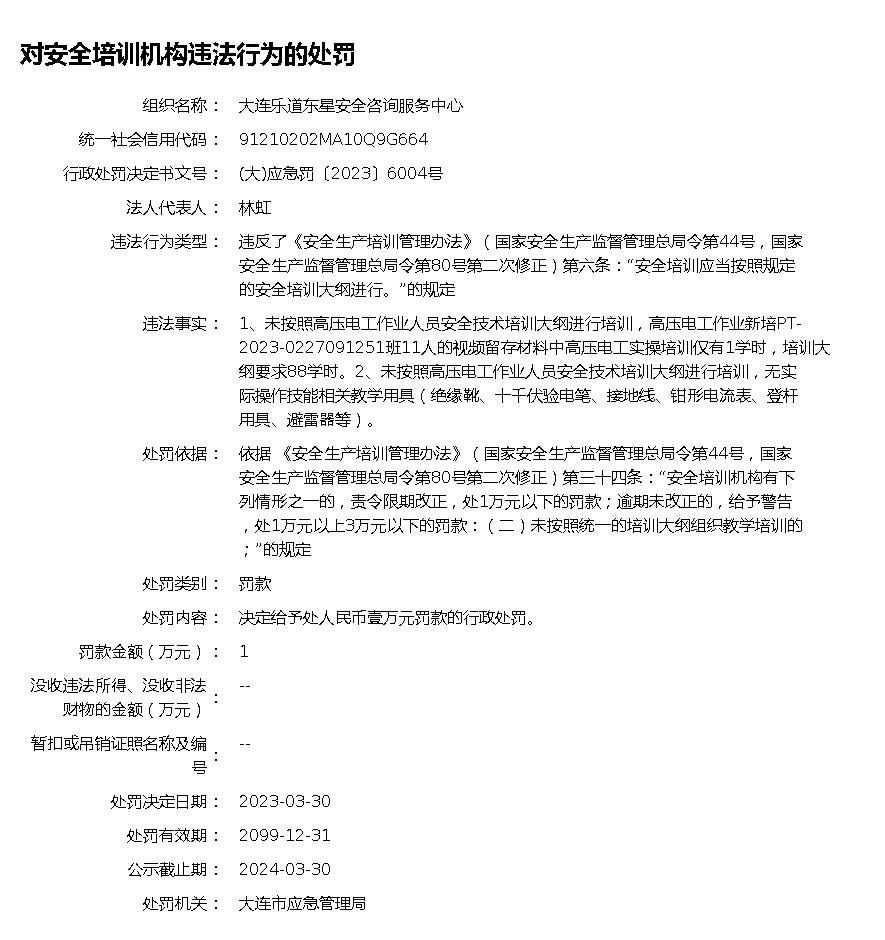 对安全培训机构违法行为的处罚
组织名称： 大连乐道东星安全咨询服务中心
统一社会信用代码： 91210202MA10Q9G664
行政处罚决定书文号： (大)应急罚〔2023〕6004号
法人代表人： 林虹
违法行为类型： 违反了《安全生产培训管理办法》（国家安全生产监督管理总局令第44号，国家
安全生产监督管理总局令第80号第二次修正）第六条：“安全培训应当按照规定
的安全培训大纲进行。”的规定
违法事实： 1、未按照高压电工作业人员安全技术培训大纲进行培训，高压电工作业新培PT-
2023-0227091251班11人的视频留存材料中高压电工实操培训仅有1学时，培训大
纲要求88学时。2、未按照高压电工作业人员安全技术培训大纲进行培训，无实
际操作技能相关教学用具（绝缘靴、十千伏验电笔、接地线、钳形电流表、登杆
用具、避雷器等）。
处罚依据： 依据 《安全生产培训管理办法》（国家安全生产监督管理总局令第44号，国家
安全生产监督管理总局令第80号第二次修正）第三十四条：“安全培训机构有下
列情形之一的，责令限期改正，处1万元以下的罚款；逾期未改正的，给予警告
，处1万元以上3万元以下的罚款：（二）未按照统一的培训大纲组织教学培训的
；”的规定
处罚类别： 罚款
处罚内容： 决定给予处人民币壹万元罚款的行政处罚。
罚款金额（万元）： 1
没收违法所得、没收非法
财物的金额（万元）： --
暂扣或吊销证照名称及编
号： --
处罚决定日期： 2023-03-30
处罚有效期： 2099-12-31
公示截止期： 2024-03-30
处罚机关： 大连市应急管理局